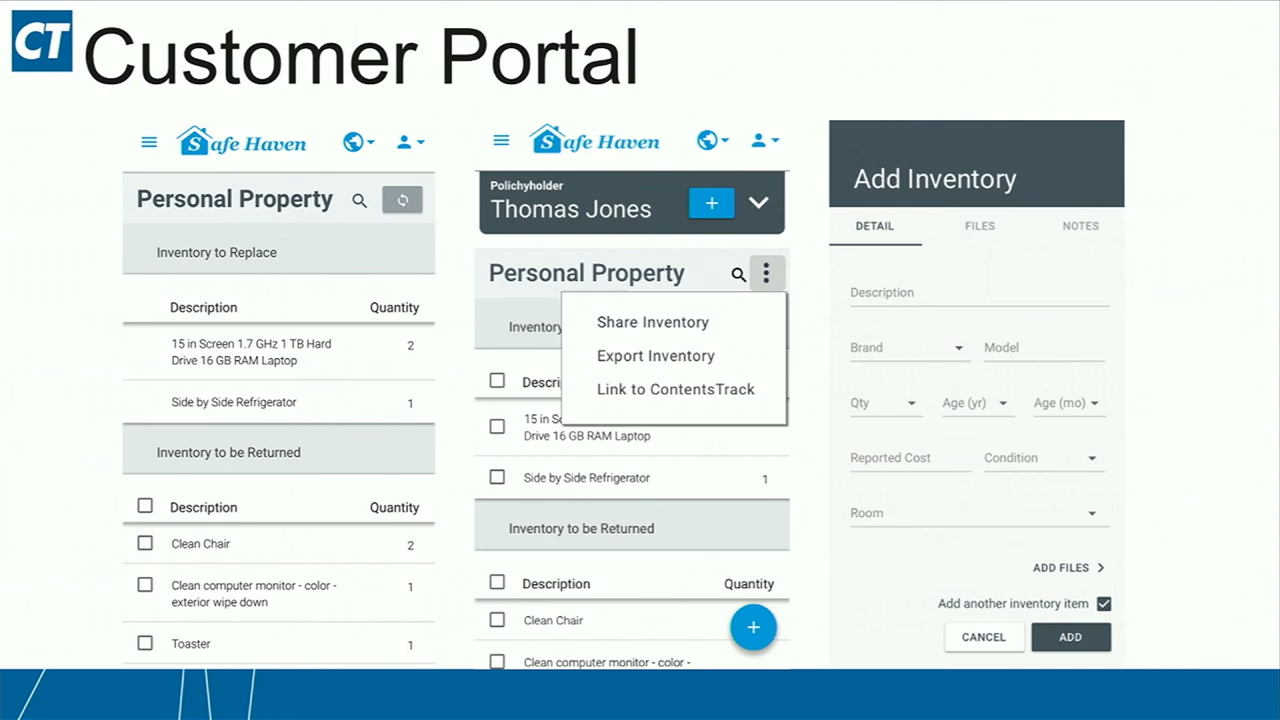 CT
Customer Portal
Safe Haven
Personal Property
Inventory to Replace
Description Quantity
15 in Screen 1.7 GHz 1 TB Hard 2
Drive 16 GB RAM Laptop
Side by Side Refrigerator 1
Inventory to be Returned
Description Quantity
Clean Chair 2
Clean computer monitor - color - 1
exterior wipe down
Toaster 1
Safe Haven
Polichyholder
Thomas Jones +
Personal Property
Share Inventory
Export Inventory
Link to ContentsTrack
Inventory
Descri
15 in S
Drive 16 GB RAM Laptop
Side by Side Refrigerator 1
Inventory to be Returned
Description Quantity
Clean Chair
+
Clean computer monitor - color -
Add Inventory
DETAIL FILES NOTES
Description
Brand Model
Qty Age (yr) Age (mo)
Reported Cost Condition
Room
ADD FILES >
Add another inventory item
CANCEL ADD